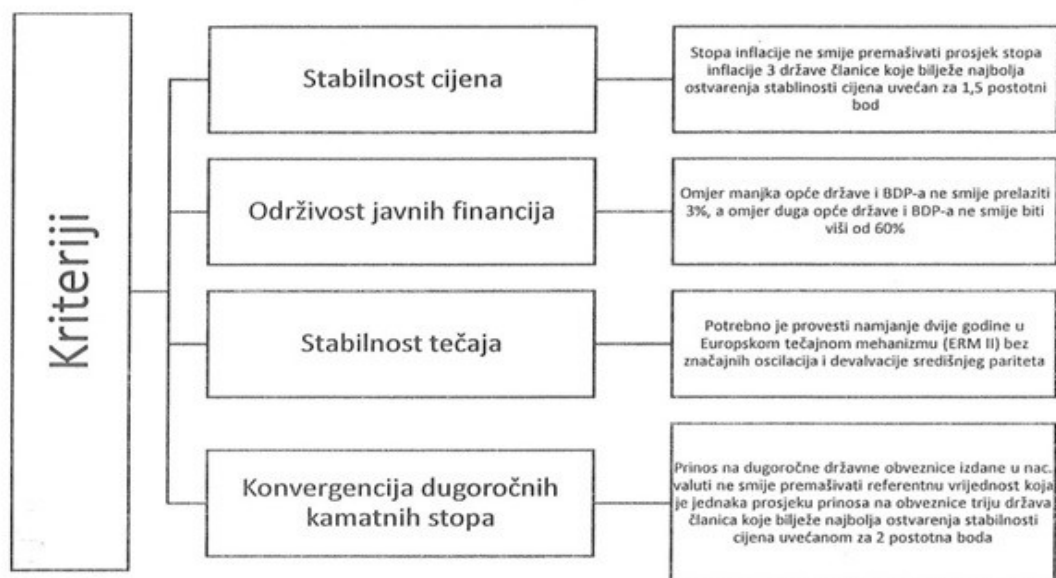 Kriteriji
Stabilnost cijena
Stopa inflacije ne smije premašivati prosjek stopa
inflacije 3 države članice koje bilježe najbolja
ostvarenja stablinosti cijena uvećan za 1,5 postotni
bod
Održivost javnih financija
Omjer manjka opće države i BDP-a ne smije prelaziti
3%, a omjer duga opće države i BDP-a ne smije biti
viši od 60%
Stabilnost tečaja
Potrebno je provesti namjanje dvije godine u
Europskom tečajnom mehanizmu (ERM II) bez
značajnih oscilacija i devalvacije središnjeg pariteta
Konvergencija dugoročnih
kamatnih stopa
Prinos na dugoročne državne obveznice izdane u nac.
valuti ne smije premašivati referentnu vrijednost koja
je jednaka prosjeku prinosa na obveznice triju država
članica koje bilježe najbolja ostvarenja stabilnosti
cijena uvećanom za 2 postotna boda